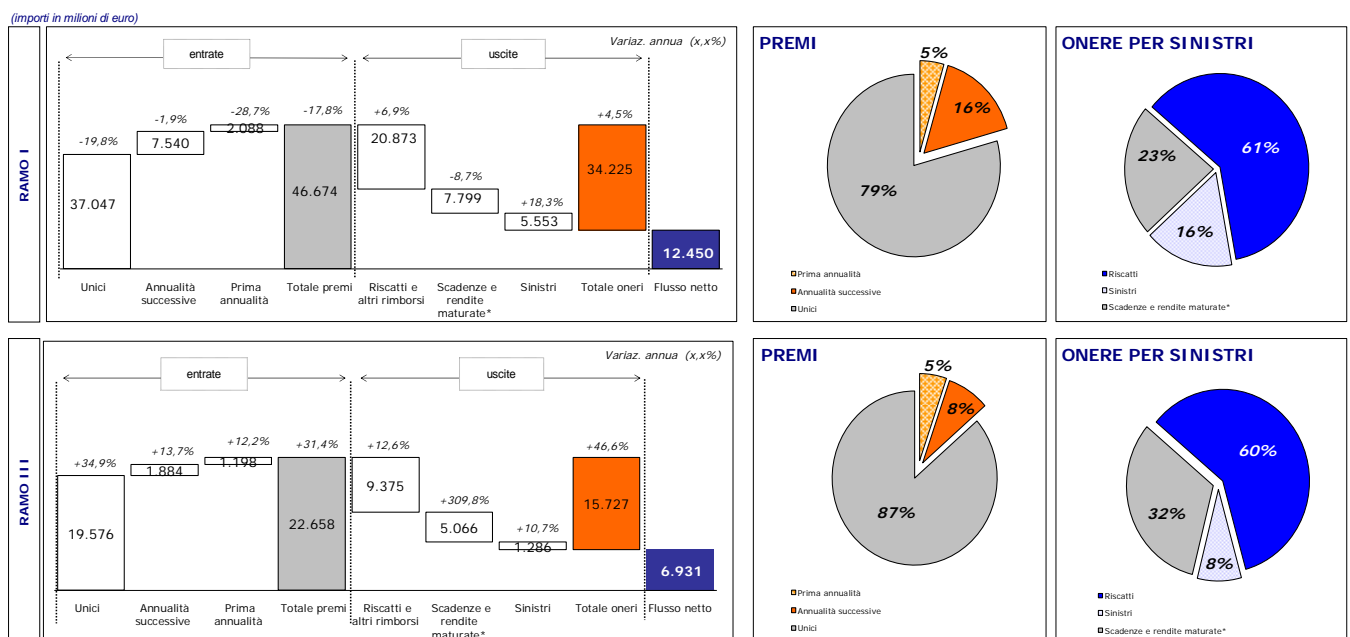 (importi in milioni di euro)
RAMO I
Variaz. annua (x,x%)
entrate
uscite
-19,8%
-1,9%
-28,7%
-17,8%
+6,9%
-8,7%
+18,3%
+4,5%
37.047
7.540
2.088
46.674
20.873
7.799
5.553
34.225
12.450
Unici
Annualità successive
Prima annualità
Totale premi
Riscatti e altri rimborsi
Scadenze e rendite maturate*
Sinistri
Totale oneri
Flusso netto
PREMI
5%
16%
79%
Prima annualità
Annualità successive
Unici
ONERE PER SINISTRI
61%
23%
16%
Riscatti
Sinistri
Scadenze e rendite maturate*
RAMO III
Variaz. annua (x,x%)
entrate
uscite
+34,9%
+13,7%
+12,2%
+31,4%
+12,6%
+309,8%
+10,7%
+46,6%
19.576
1.884
1.198
22.658
9.375
5.066
1.286
15.727
6.931
Unici
Annualità successive
Prima annualità
Totale premi
Riscatti e altri rimborsi
Scadenze e rendite maturate*
Sinistri
Totale oneri
Flusso netto
PREMI
5%
8%
87%
Prima annualità
Annualità successive
Unici
ONERE PER SINISTRI
60%
32%
8%
Riscatti
Sinistri
Scadenze e rendite maturate*